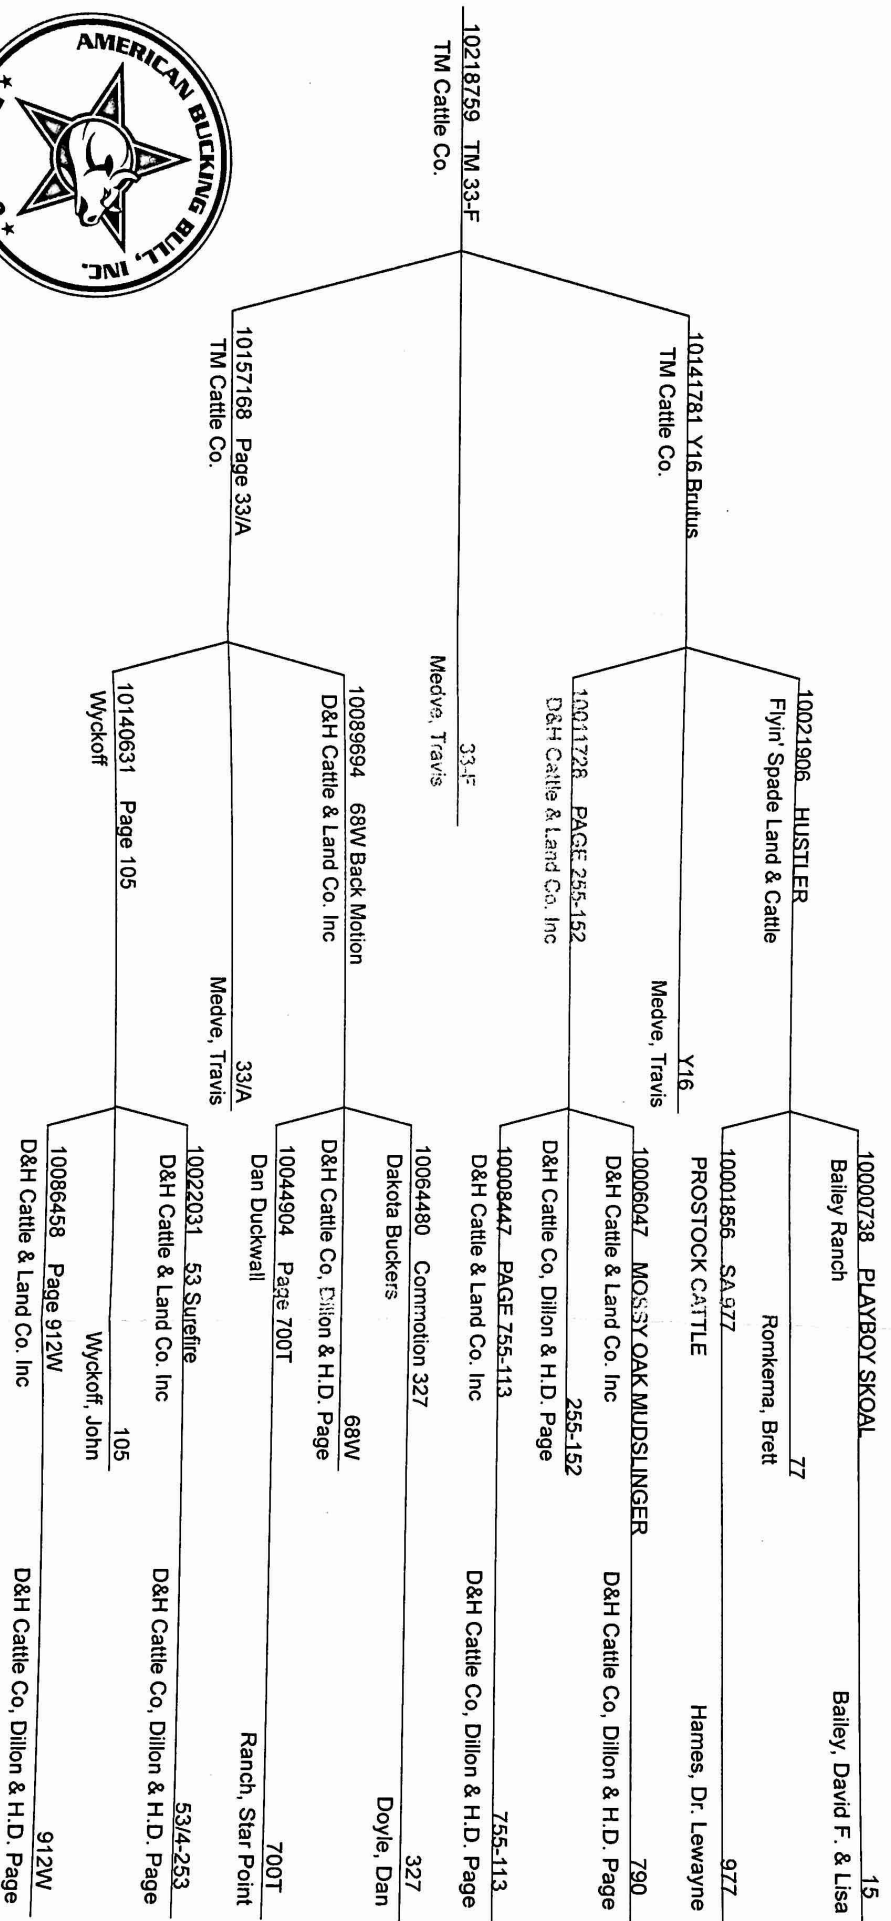 AMERICAN BUCKING BULL, INC.
10218759 TM 33-F
TM Cattle Co.
33-F
Medve, Travis
10141781 Y16 Brutus
TM Cattle Co.
Y16
Medve, Travis
10157168 Page 33/A
TM Cattle Co.
33/A
Medve, Travis
10021906 HUSTLER
Flyin' Spade Land & Cattle
77
Romkema, Brett
10011728 PAGE 255-152
D&H Cattle & Land Co. Inc
255-152
D&H Cattle Co, Dillon & H.D. Page
10089694 68W Back Motion
D&H Cattle & Land Co. Inc
68W
D&H Cattle Co, Dillon & H.D. Page
10140631 Page 105
Wyckoff
105
Wyckoff, John
10000738 PLAYBOY SKOAL
Bailey Ranch
15
Bailey, David F. & Lisa
10001856 SA 977
PROSTOCK CATTLE
977
Hames, Dr. Lewayne
10006047 MOSSY OAK MUDSLINGER
D&H Cattle & Land Co. Inc
790
D&H Cattle Co, Dillon & H.D. Page
10008447 PAGE 755-113
D&H Cattle & Land Co. Inc
755-113
D&H Cattle Co, Dillon & H.D. Page
10064480 Commotion 327
Dakota Buckers
327
Doyle, Dan
10044904 Page 700T
Dan Duckwall
700T
Ranch, Star Point
10022031 53 Surefire
D&H Cattle & Land Co. Inc
53/4-253
D&H Cattle Co, Dillon & H.D. Page
10086458 Page 912W
D&H Cattle & Land Co. Inc
912W
D&H Cattle Co, Dillon & H.D. Page